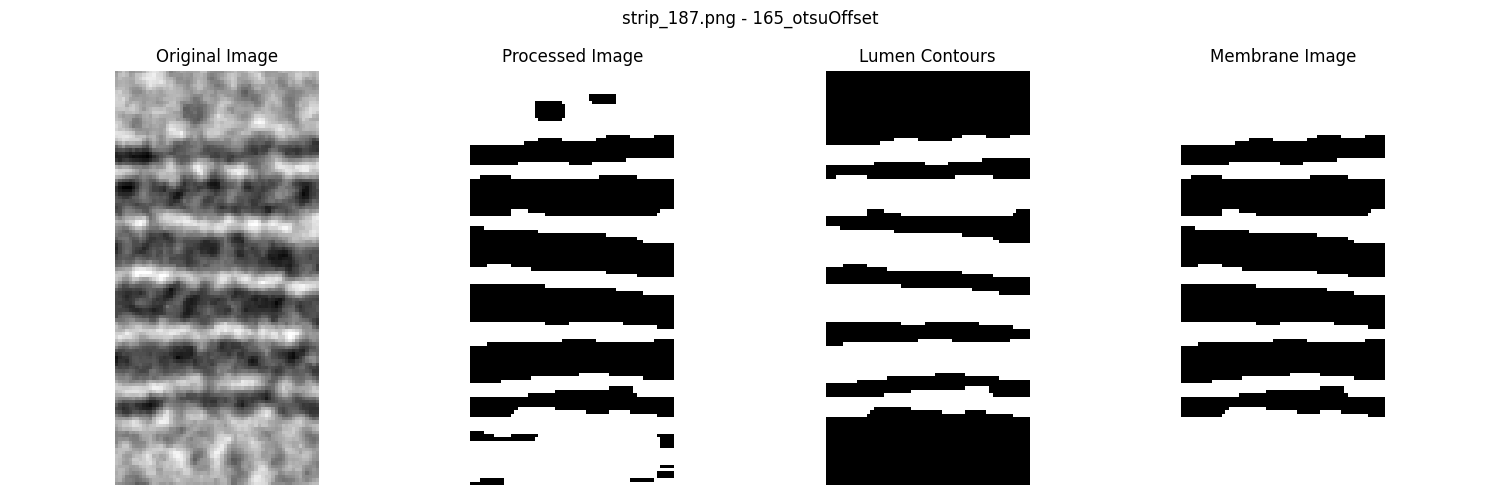 strip_187.png - 165_otsuOffset
Original Image
Processed Image
Lumen Contours
Membrane Image